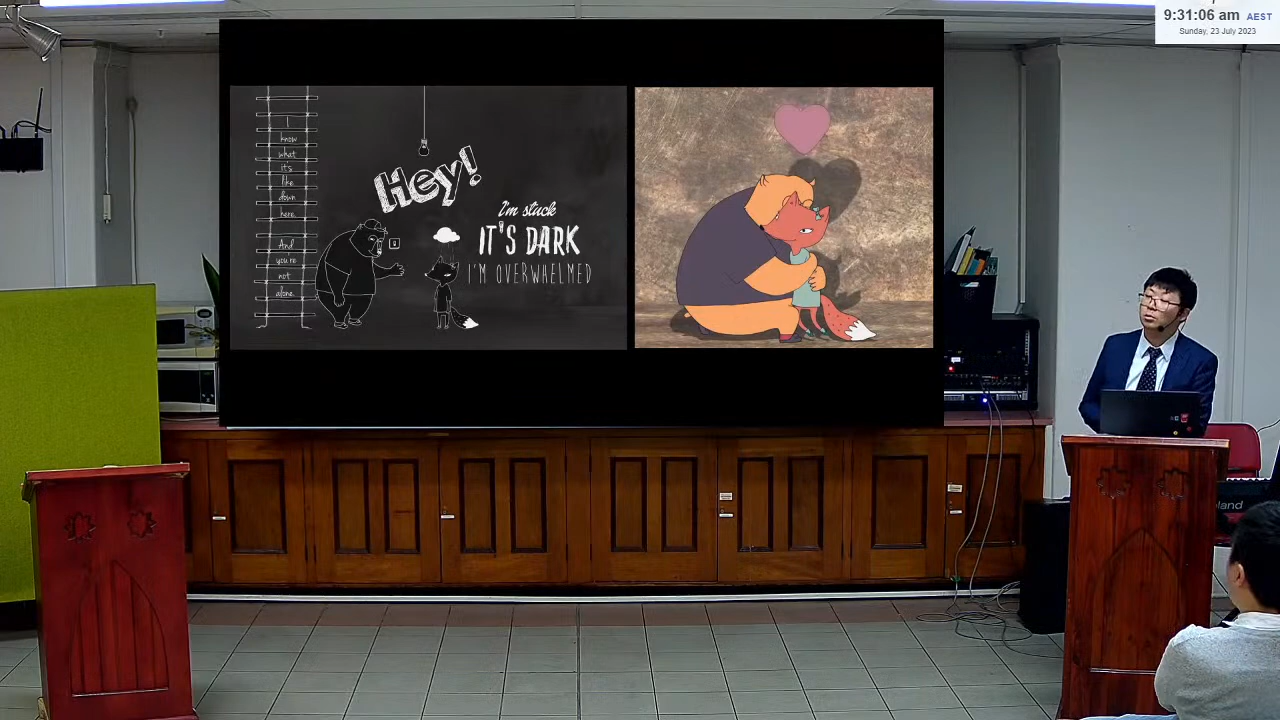 9:31:06 am AEST
Sunday, 23 July 2023
I
know
what
it's
like
down
here.
And
you're
not
alone.
Hey!
I'm stuck
IT'S DARK
I'M OVERWHELMED
land